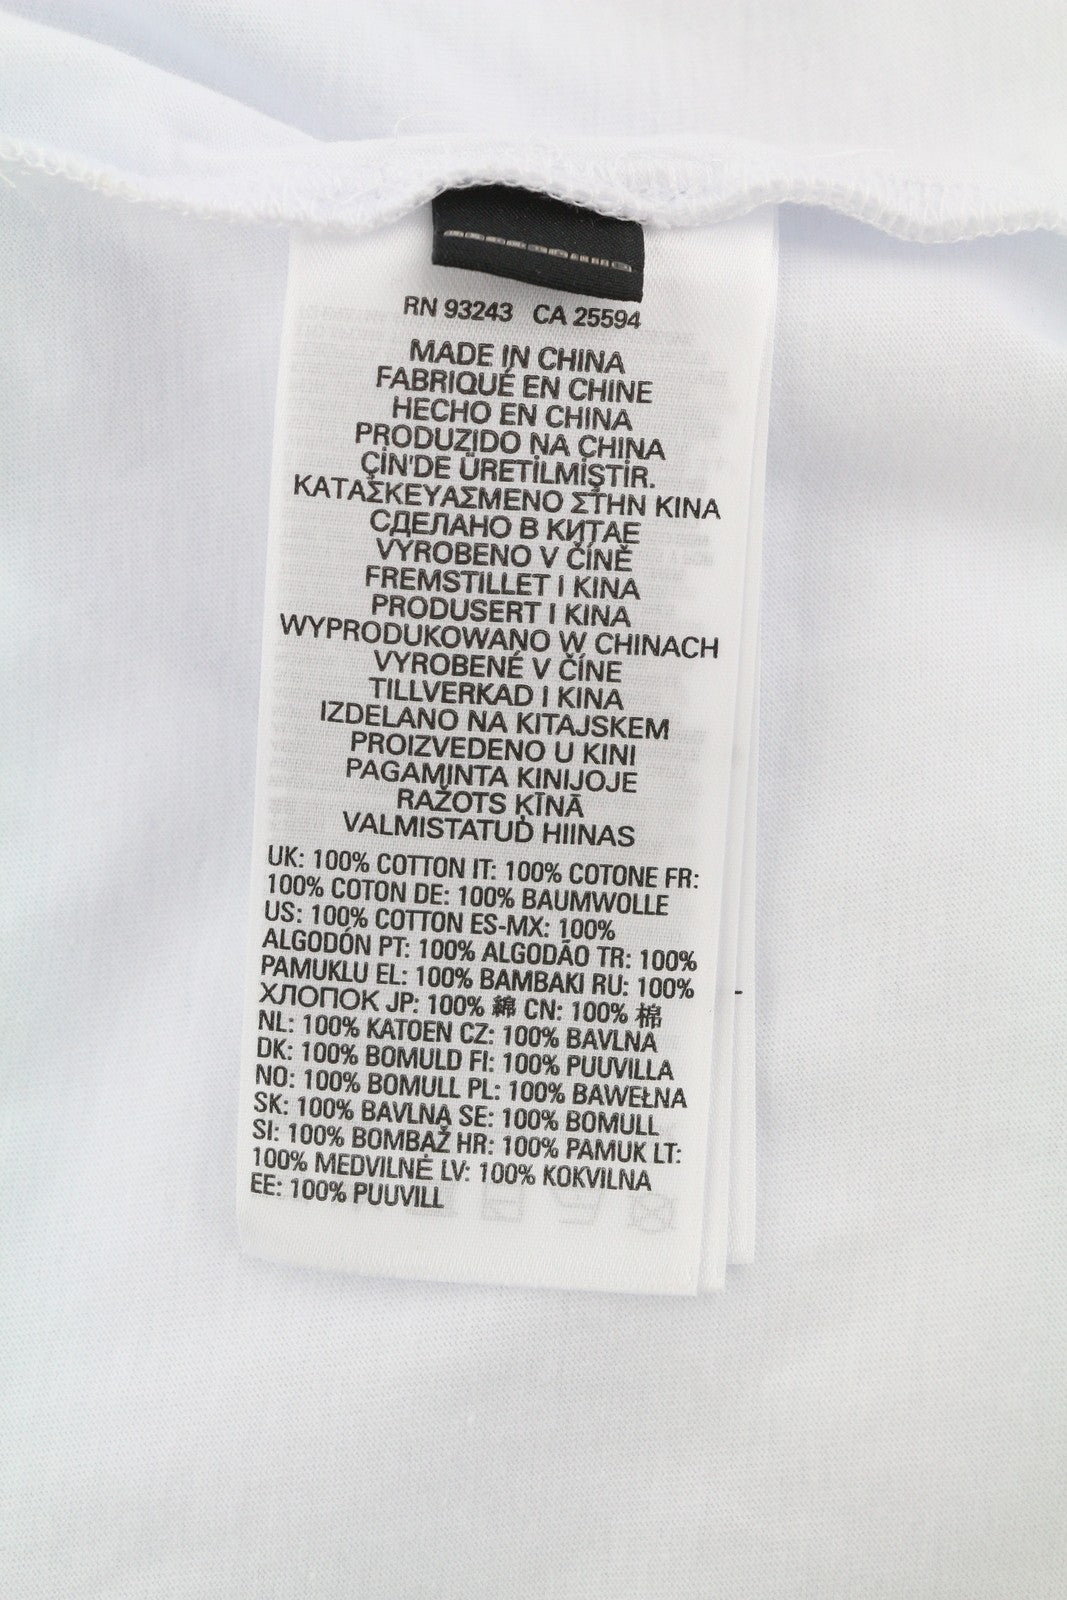 RN 93243 CA 25594
MADE IN CHINA
FABRIQUÉ EN CHINE
HECHO EN CHINA
PRODUZIDO NA CHINA
ÇİN'DE ÜRETİLMİŞTİR.
ΚΑΤΑΣΚΕΥΑΣΜΕΝΟ ΣΤΗΝ ΚΙΝΑ
СДЕЛАНО В КИТАЕ
VYROBENO V ČÍNĚ
FREMSTILLET I KINA
PRODUSERT I KINA
WYPRODUKOWANO W CHINACH
VYROBENÉ V ČÍNE
TILLVERKAD I KINA
IZDELANO NA KITAJSKEM
PROIZVEDENO U KINI
PAGAMINTA KINIJOJE
RAŽOTS ĶĪNĀ
VALMISTATUD HIINAS
UK: 100% COTTON IT: 100% COTONE FR:
100% COTON DE: 100% BAUMWOLLE
US: 100% COTTON ES-MX: 100%
ALGODÓN PT: 100% ALGODÃO TR: 100%
PAMUKLU EL: 100% BAMBAKI RU: 100%
ХЛОПОК JP: 100% 綿 CN: 100% 棉
NL: 100% KATOEN CZ: 100% BAVLNA
DK: 100% BOMULD FI: 100% PUUVILLA
NO: 100% BOMULL PL: 100% BAWEŁNA
SK: 100% BAVLNA SE: 100% BOMULL
SI: 100% BOMBAŽ HR: 100% PAMUK LT:
100% MEDVILNĖ LV: 100% KOKVILNA
EE: 100% PUUVILL